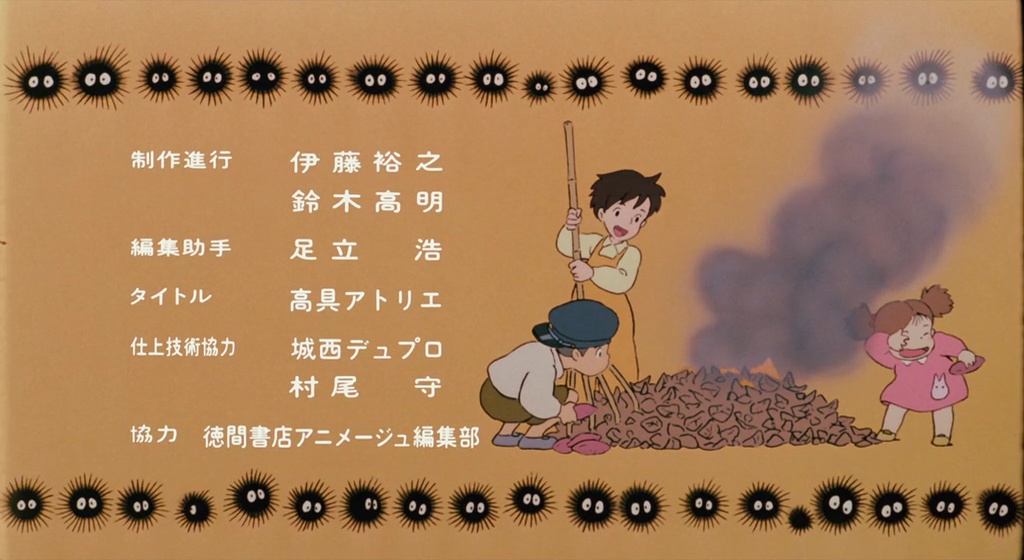 制作進行 伊藤裕之
鈴木高明
編集助手 足立 浩
タイトル 高具アトリエ
仕上技術協力 城西デュプロ
村尾 守
協力 徳間書店アニメージュ編集部